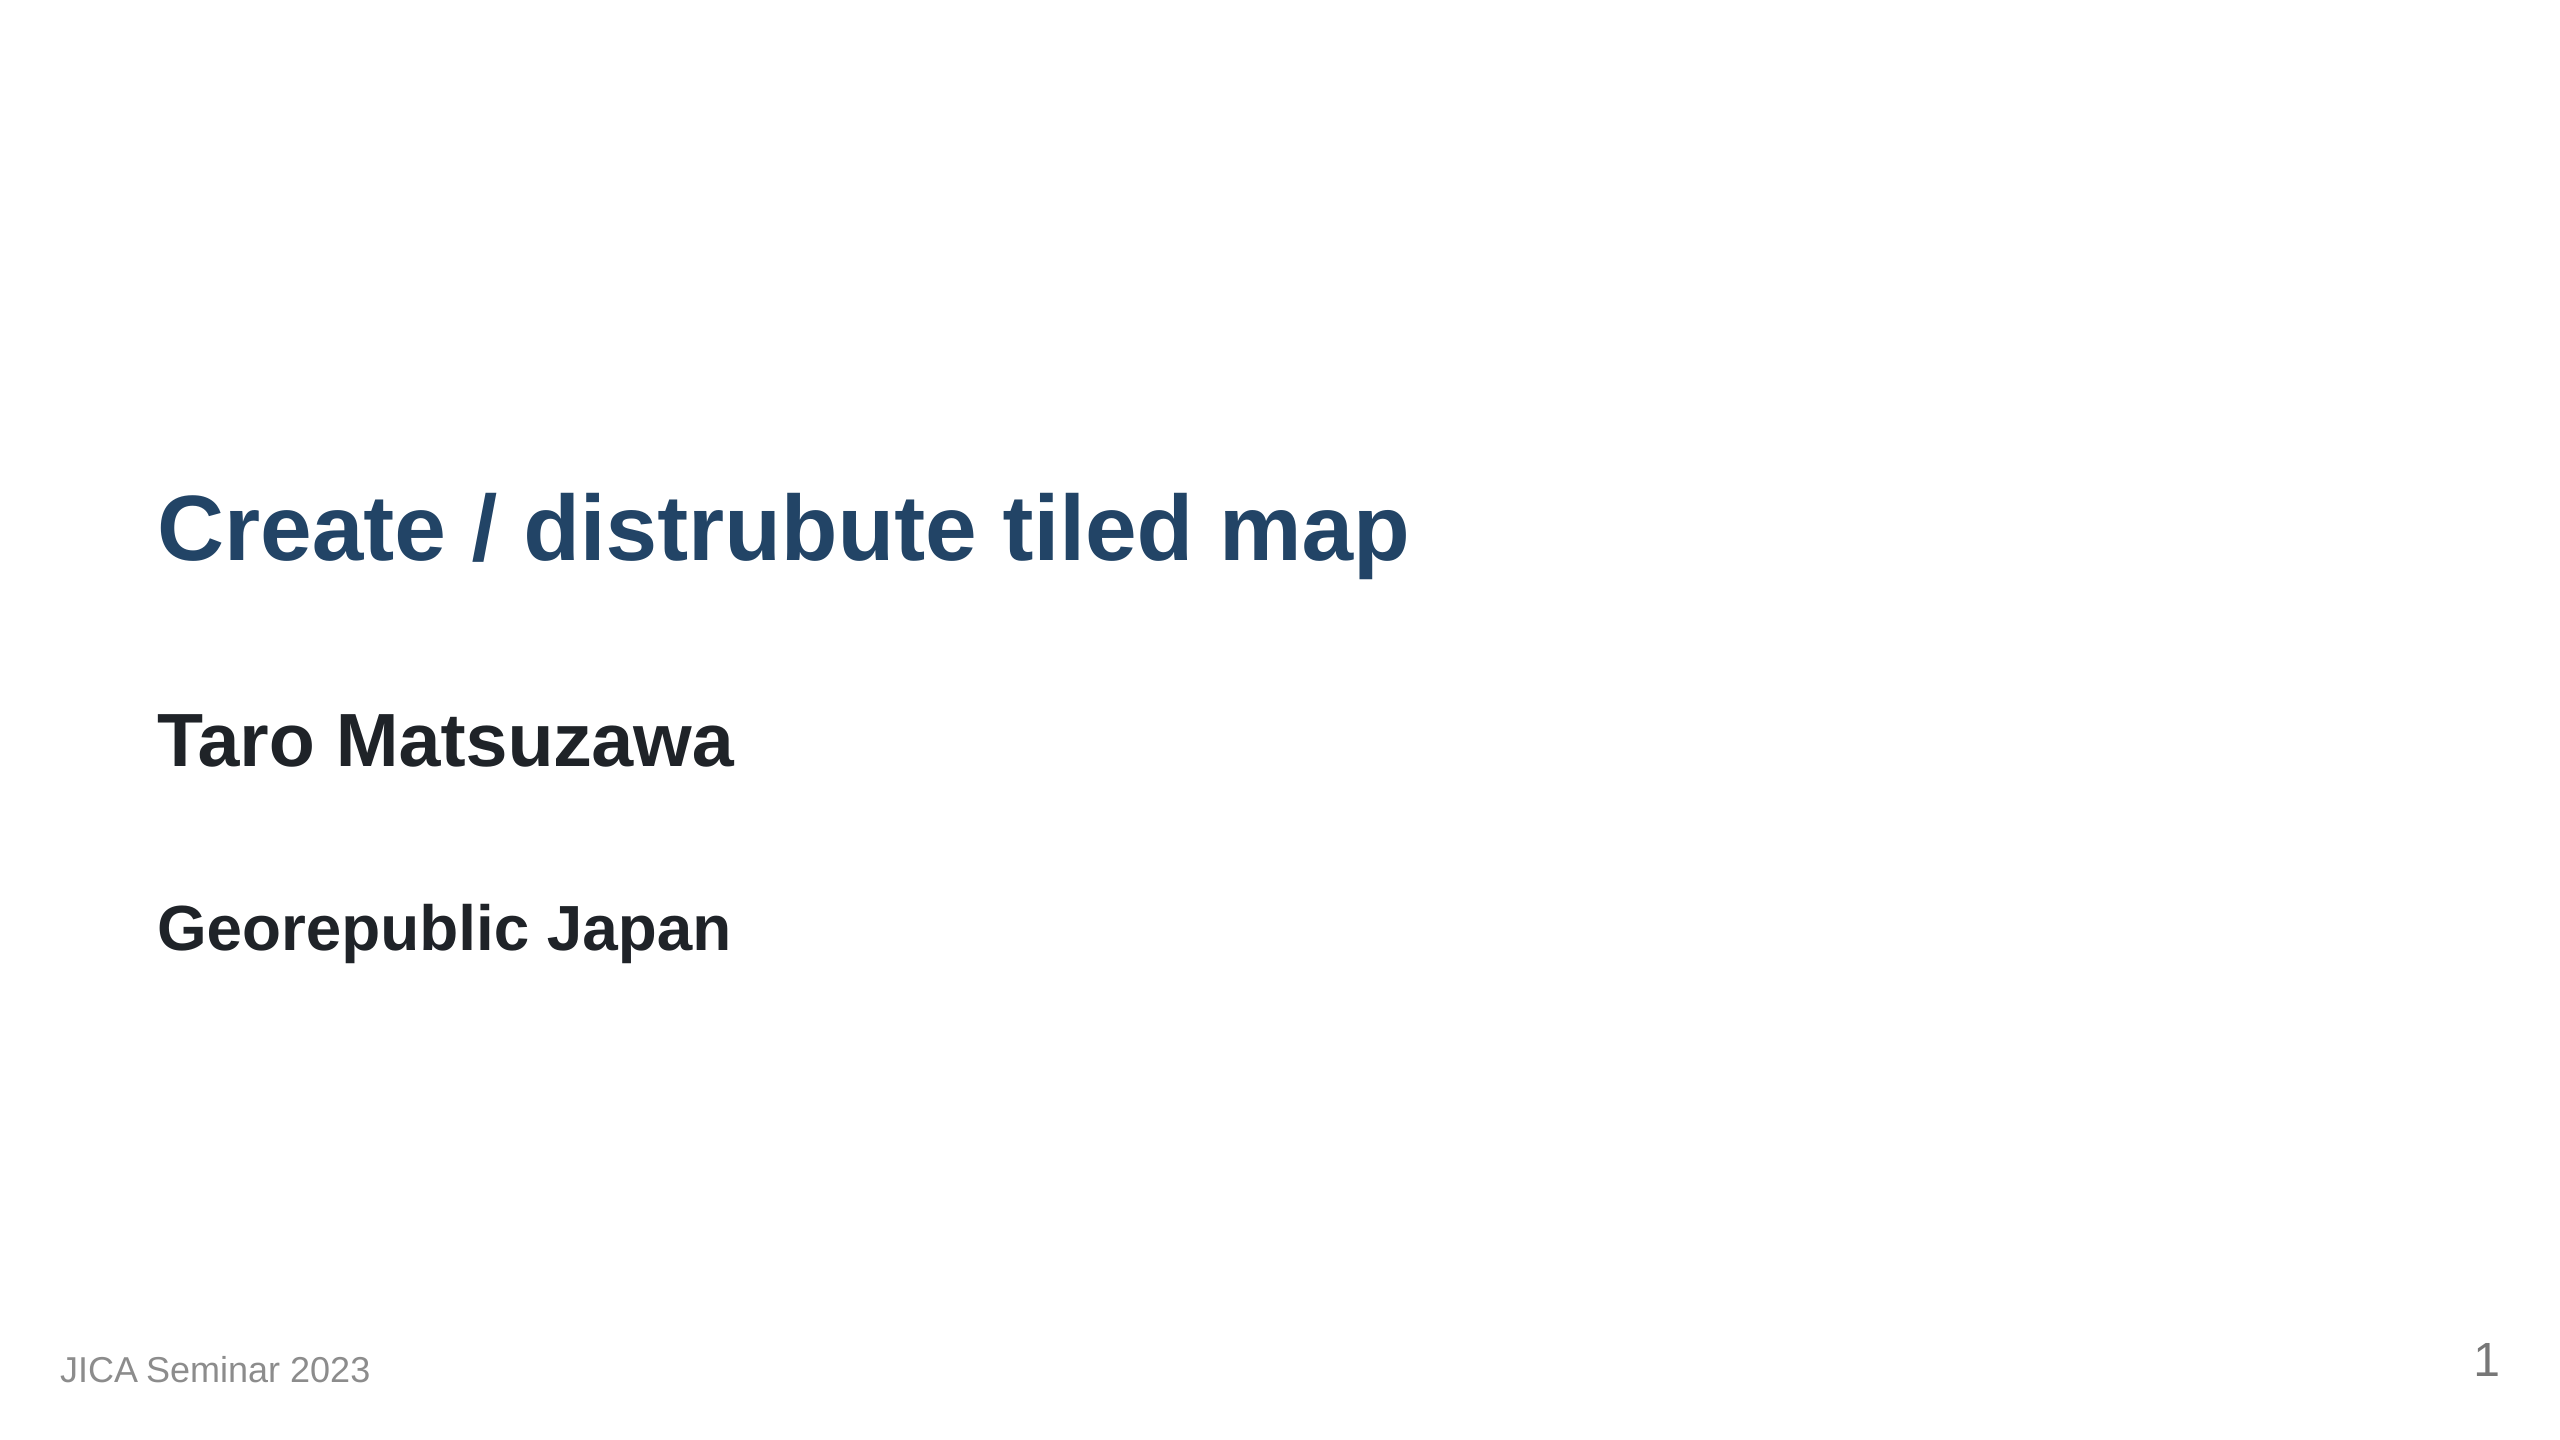 Create / distrubute tiled map
Taro Matsuzawa
Georepublic Japan
JICA Seminar 2023
1